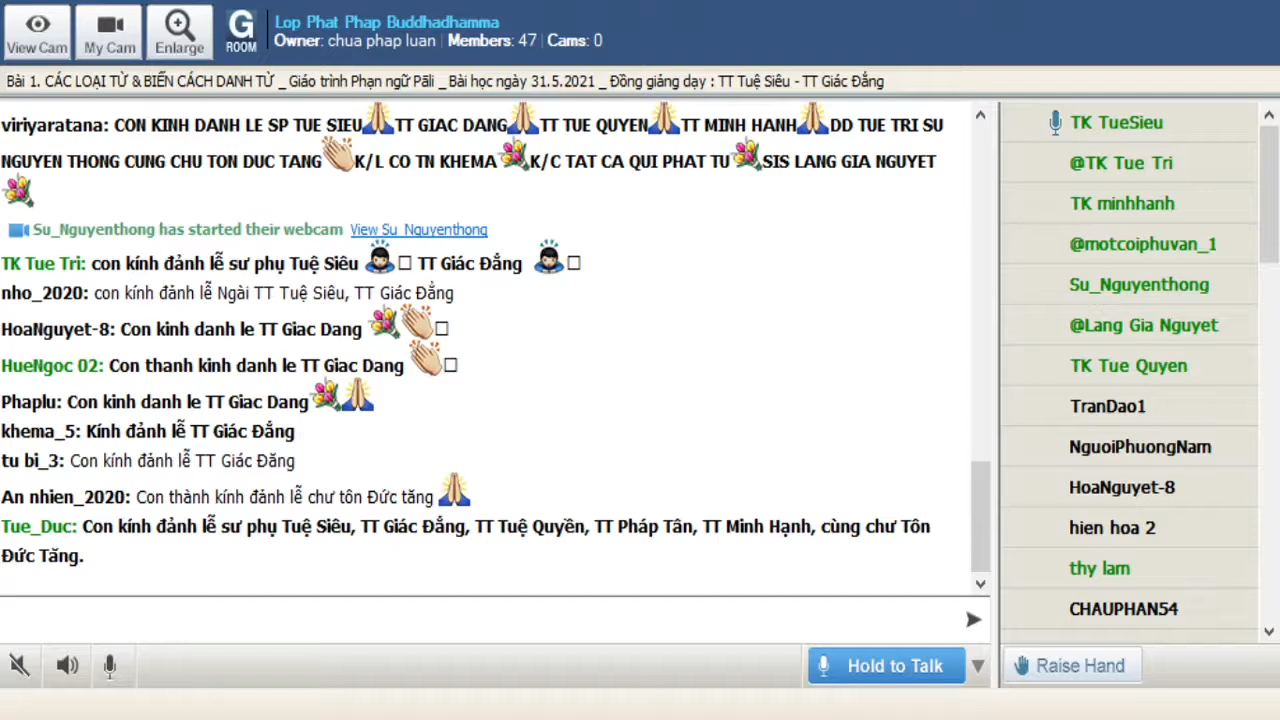 View Cam
My Cam
Enlarge
G
ROOM
Lop Phat Phap Buddhadhamma
Owner: chua phap luan | Members: 47 | Cams: 0
Bài 1. CÁC LOẠI TỪ & BIẾN CÁCH DANH TỪ _ Giáo trình Phạn ngữ Pāli _ Bài học ngày 31.5.2021 _ Đồng giảng dạy : TT Tuệ Siêu - TT Giác Đẳng
viriyaratana: CON KINH DANH LE SP TUE SIEU TT GIAC DANG TT TUE QUYEN TT MINH HANH DD TUE TRI SU
NGUYEN THONG CUNG CHU TON DUC TANG K/L CO TN KHEMA K/C TAT CA QUI PHAT TU SIS LANG GIA NGUYET
Su_Nguyenthong has started their webcam View Su_Nguyenthong
TK Tue Tri: con kính đảnh lễ sư phụ Tuệ Siêu TT Giác Đẳng
nho_2020: con kính đảnh lễ Ngài TT Tuệ Siêu, TT Giác Đẳng
HoaNguyet-8: Con kinh danh le TT Giac Dang
HueNgoc 02: Con thanh kinh danh le TT Giac Dang
Phaplu: Con kinh danh le TT Giac Dang
khema_5: Kính đảnh lễ TT Giác Đẳng
tu bi_3: Con kính đảnh lễ TT Giác Đăng
An nhien_2020: Con thành kính đảnh lễ chư tôn Đức tăng
Tue_Duc: Con kính đảnh lễ sư phụ Tuệ Siêu, TT Giác Đẳng, TT Tuệ Quyền, TT Pháp Tân, TT Minh Hạnh, cùng chư Tôn
Đức Tăng.
Hold to Talk
TK TueSieu
@TK Tue Tri
TK minhhanh
@motcoiphuvan_1
Su_Nguyenthong
@Lang Gia Nguyet
TK Tue Quyen
TranDao1
NguoiPhuongNam
HoaNguyet-8
hien hoa 2
thy lam
CHAUPHAN54
Raise Hand